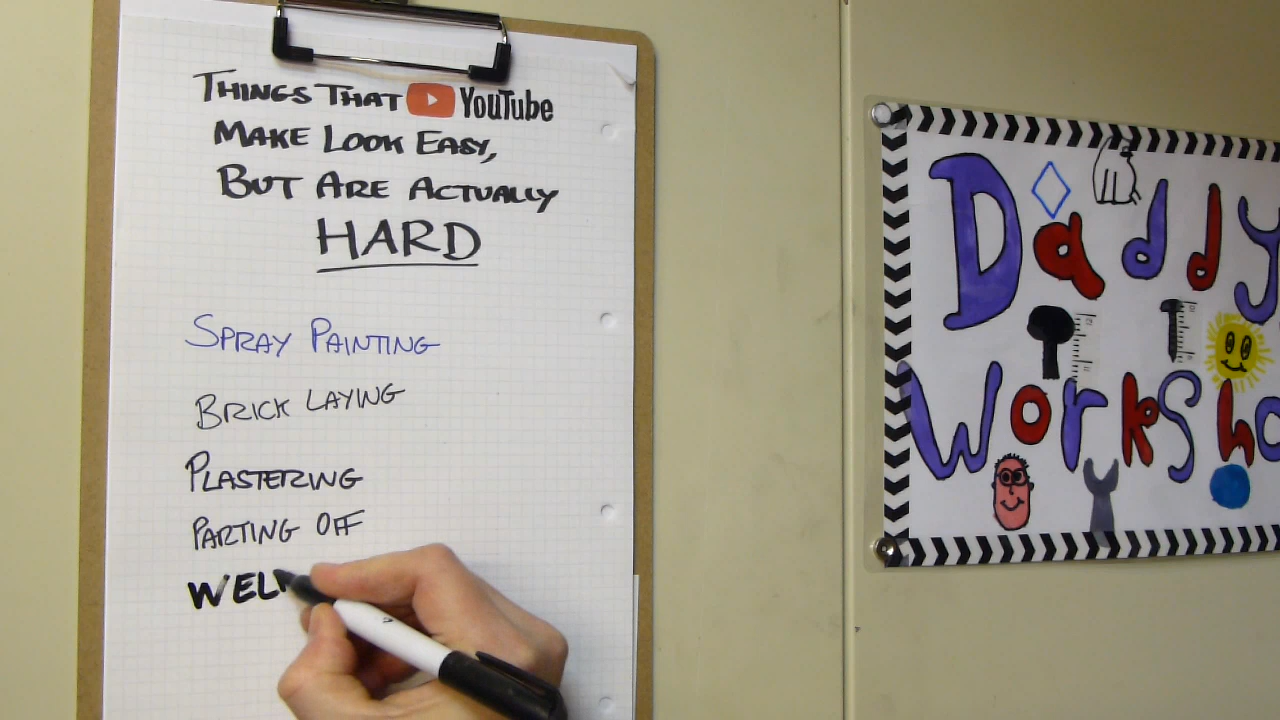 THINGS THAT YouTube
MAKE LOOK EASY,
BUT ARE ACTUALLY
HARD
SPRAY PAINTING
BRICK LAYING
PLASTERING
PARTING OFF
WEL
Daddy
Worksho